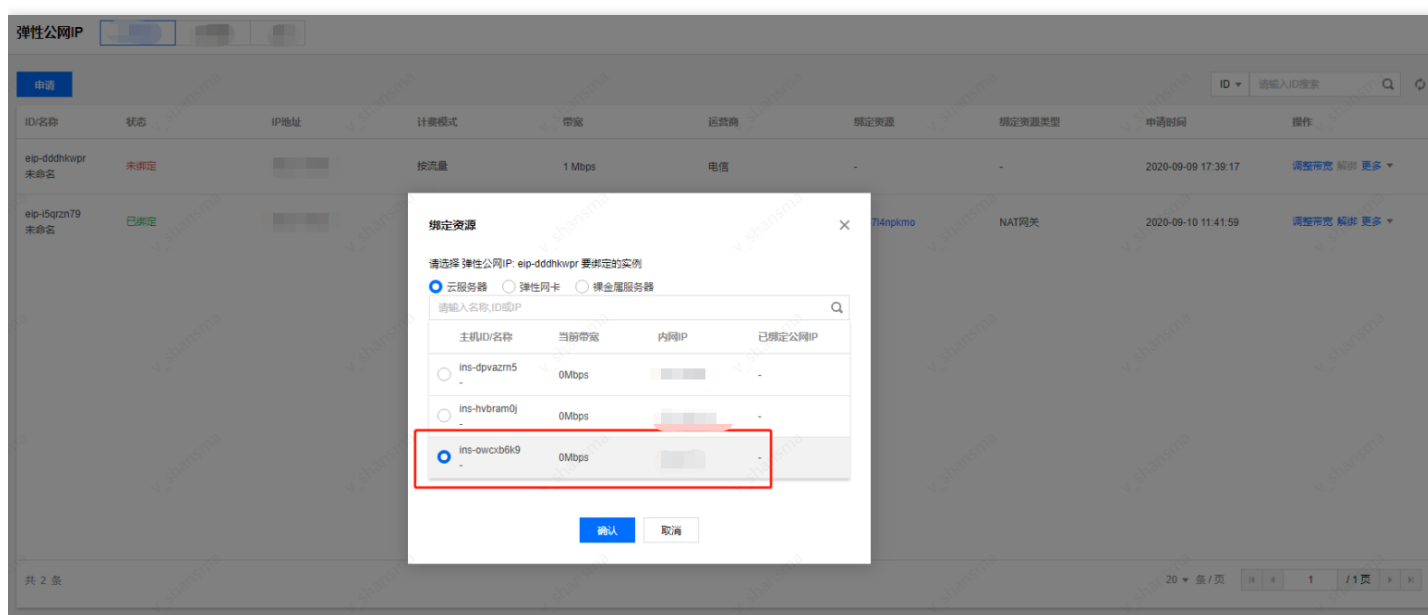 弹性公网IP
申请
ID
请输入ID搜索
ID/名称 状态 IP地址 计费模式 带宽 运营商 绑定资源 绑定资源类型 申请时间 操作
eip-dddhkwpr
未命名
未绑定 按流量 1 Mbps 电信 - - 2020-09-09 17:39:17 调整带宽 解绑 更多
eip-i5qrzn79
未命名
已绑定 7l4npkmo NAT网关 2020-09-10 11:41:59 调整带宽 解绑 更多
绑定资源
请选择 弹性公网IP: eip-dddhkwpr 要绑定的实例
云服务器 弹性网卡 裸金属服务器
请输入名称,ID或IP
主机ID/名称 当前带宽 内网IP 已绑定公网IP
ins-dpvazrn5
-
0Mbps -
ins-hvbram0j
-
0Mbps -
ins-owcxb6k9
-
0Mbps -
确认 取消
共 2 条
20 条/页 1 /1页
v_shansma